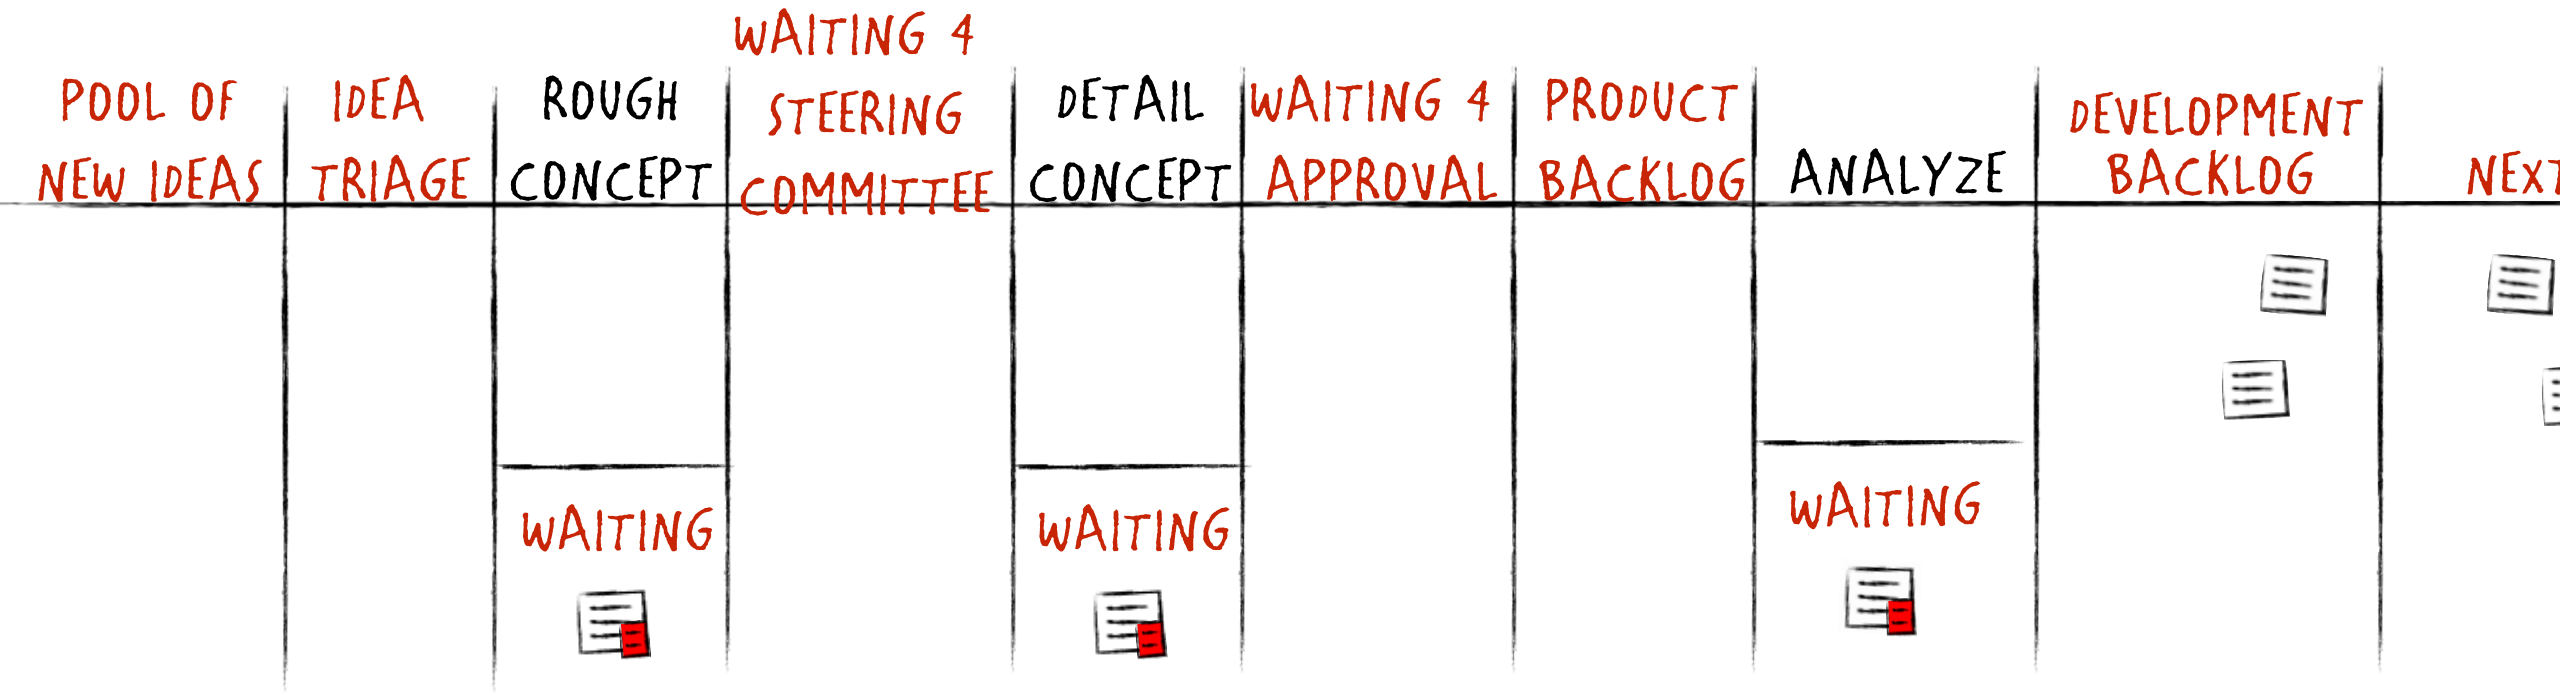 POOL OF
NEW IDEAS
IDEA
TRIAGE
ROUGH
CONCEPT
WAITING 4
STEERING
COMMITTEE
DETAIL
CONCEPT
WAITING 4
APPROVAL
PRODUCT
BACKLOG
ANALYZE
DEVELOPMENT
BACKLOG
NEXT
WAITING
WAITING
WAITING